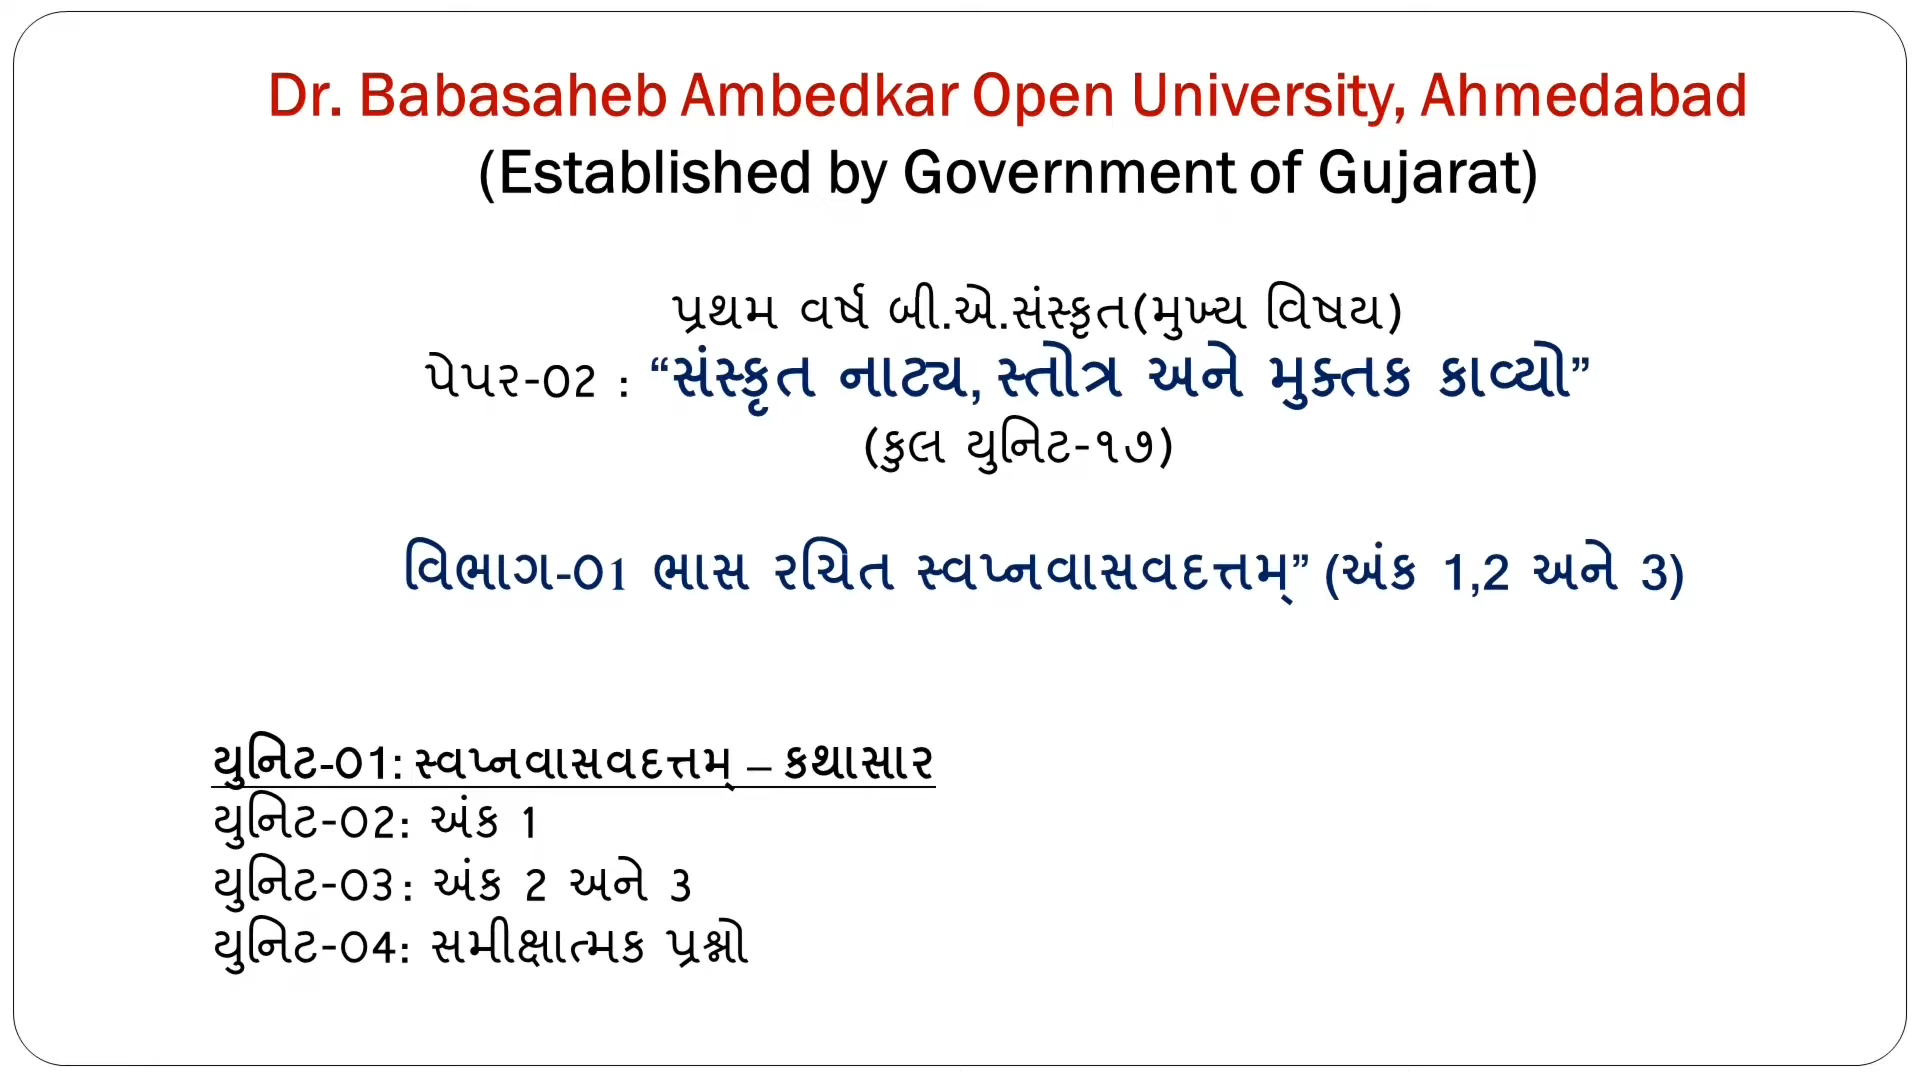 Dr. Babasaheb Ambedkar Open University, Ahmedabad
(Established by Government of Gujarat)
પ્રથમ વર્ષ બી.એ.સંસ્કૃત(મુખ્ય વિષય)
પેપર-02 : “સંસ્કૃત નાટ્ય, સ્તોત્ર અને મુક્તક કાવ્યો”
(કુલ યુનિટ-૧૭)
વિભાગ-01 ભાસ રચિત સ્વપ્નવાસવદત્તમ્” (અંક 1,2 અને 3)
યુનિટ-01: સ્વપ્નવાસવદત્તમ્ – કથાસાર
યુનિટ-02: અંક 1
યુનિટ-03: અંક 2 અને 3
યુનિટ-04: સમીક્ષાત્મક પ્રશ્નો